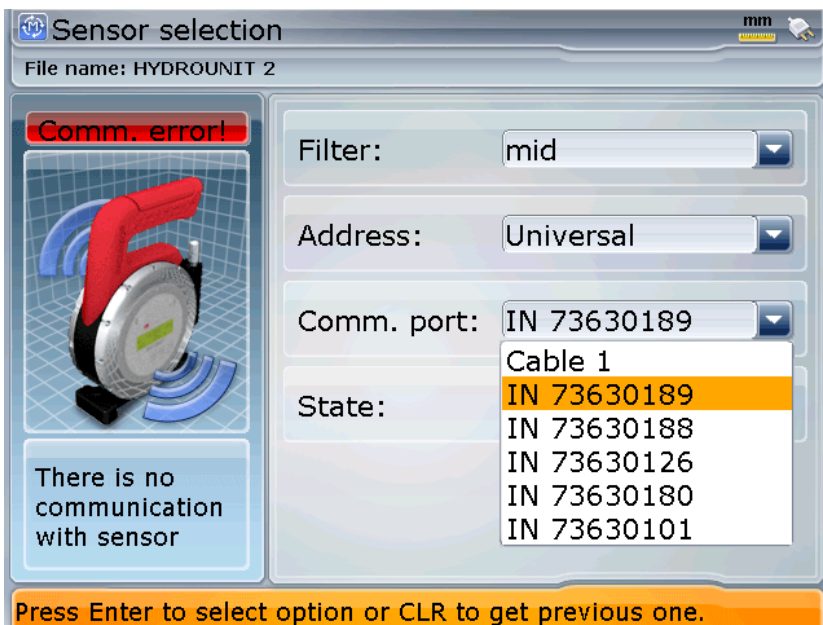 Sensor selection
mm
File name: HYDROUNIT 2
Comm. error!
There is no
communication
with sensor
Filter: mid
Address: Universal
Comm. port: IN 73630189
Cable 1
IN 73630189
IN 73630188
IN 73630126
IN 73630180
IN 73630101
State:
Press Enter to select option or CLR to get previous one.